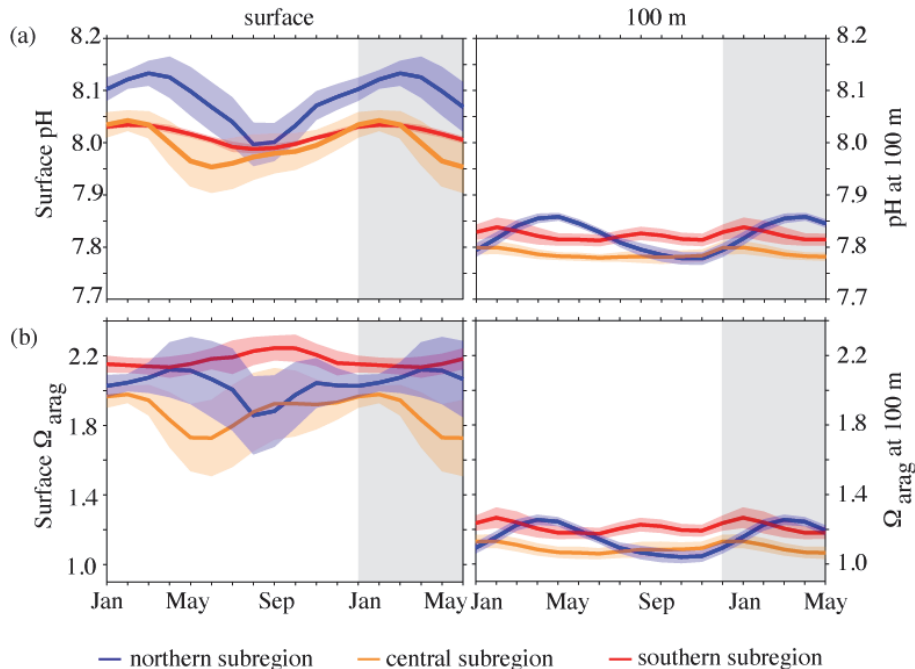 surface 100 m
(a)
8.2 8.2
8.1 8.1
8.0 8.0
7.9 7.9
7.8 7.8
7.7 7.7
Surface pH
pH at 100 m
(b)
2.2 2.2
1.8 1.8
1.4 1.4
1.0 1.0
Surface Ω arag
Ω arag at 100 m
Jan May Sep Jan May Jan May Sep Jan May
northern subregion central subregion southern subregion